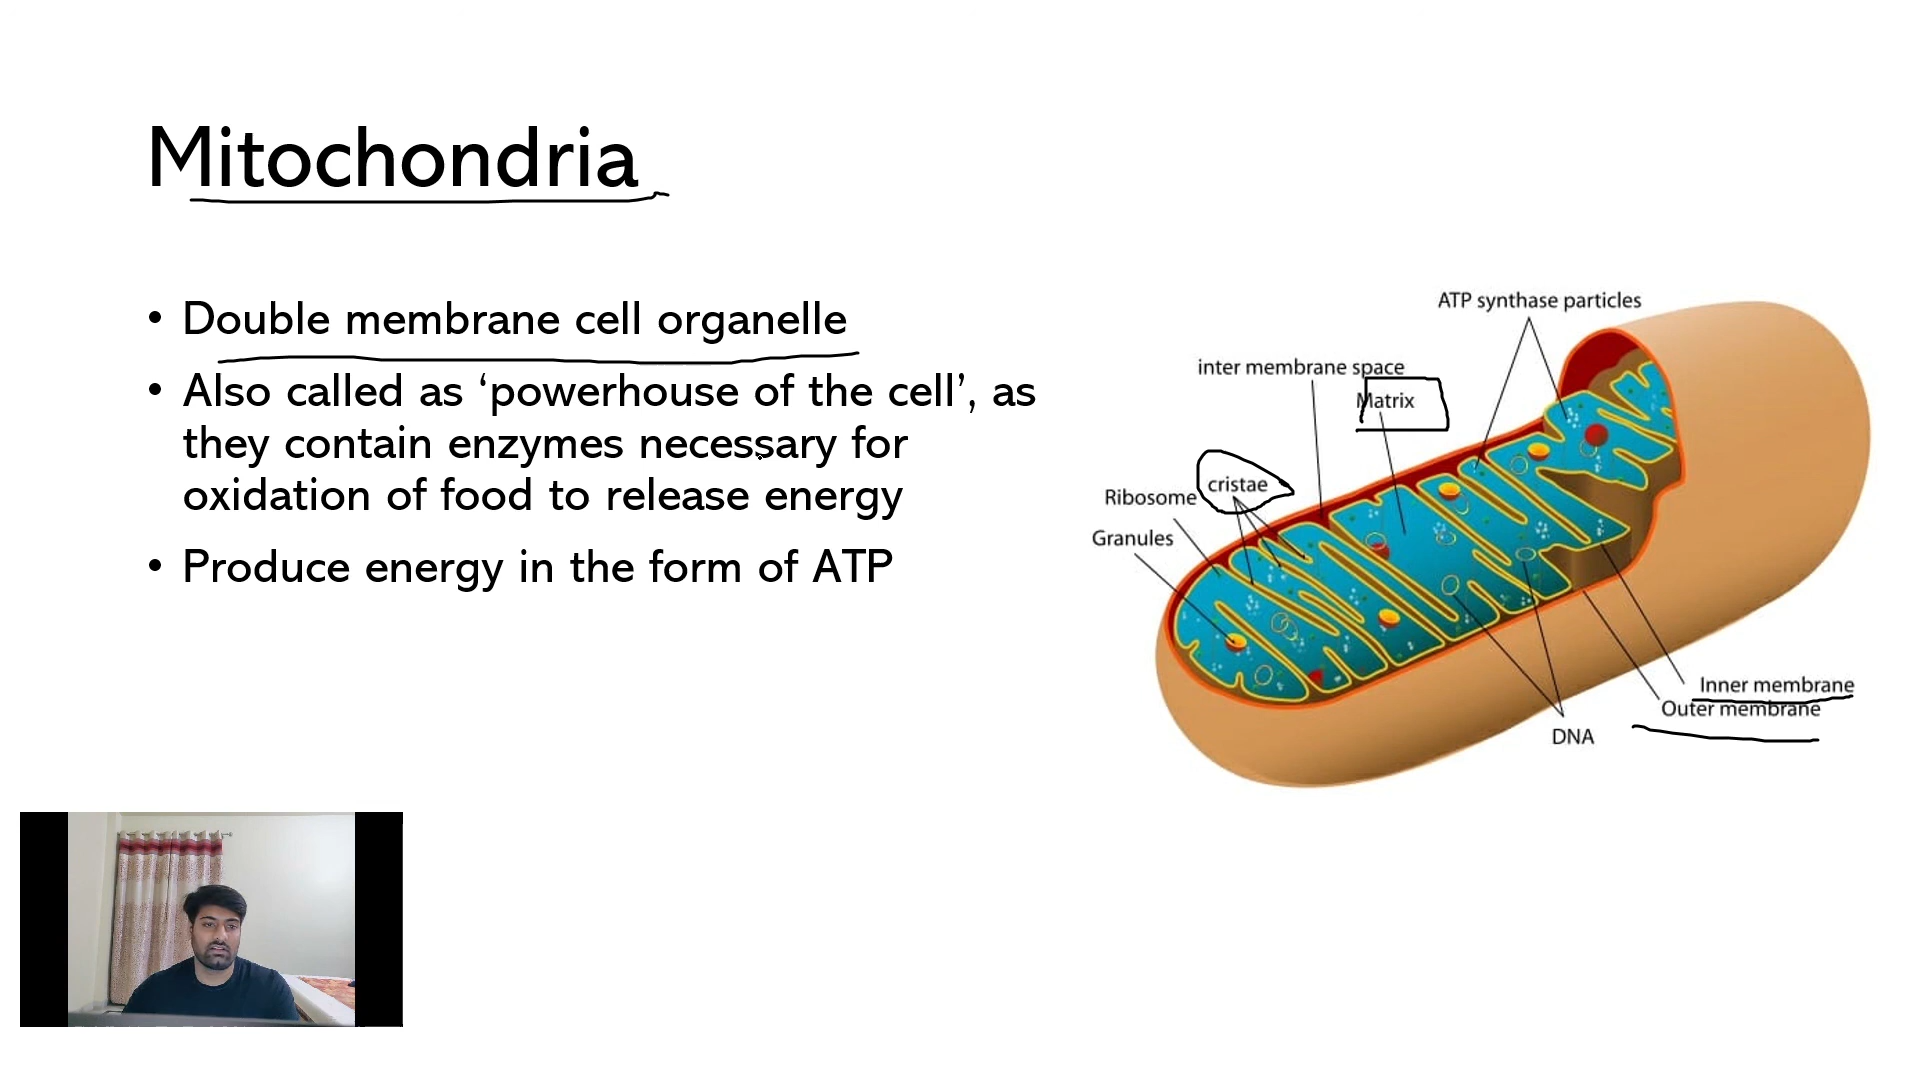 Mitochondria
• Double membrane cell organelle
• Also called as ‘powerhouse of the cell’, as
they contain enzymes necessary for
oxidation of food to release energy
• Produce energy in the form of ATP
ATP synthase particles
inter membrane space
Matrix
cristae
Ribosome
Granules
Inner membrane
Outer membrane
DNA